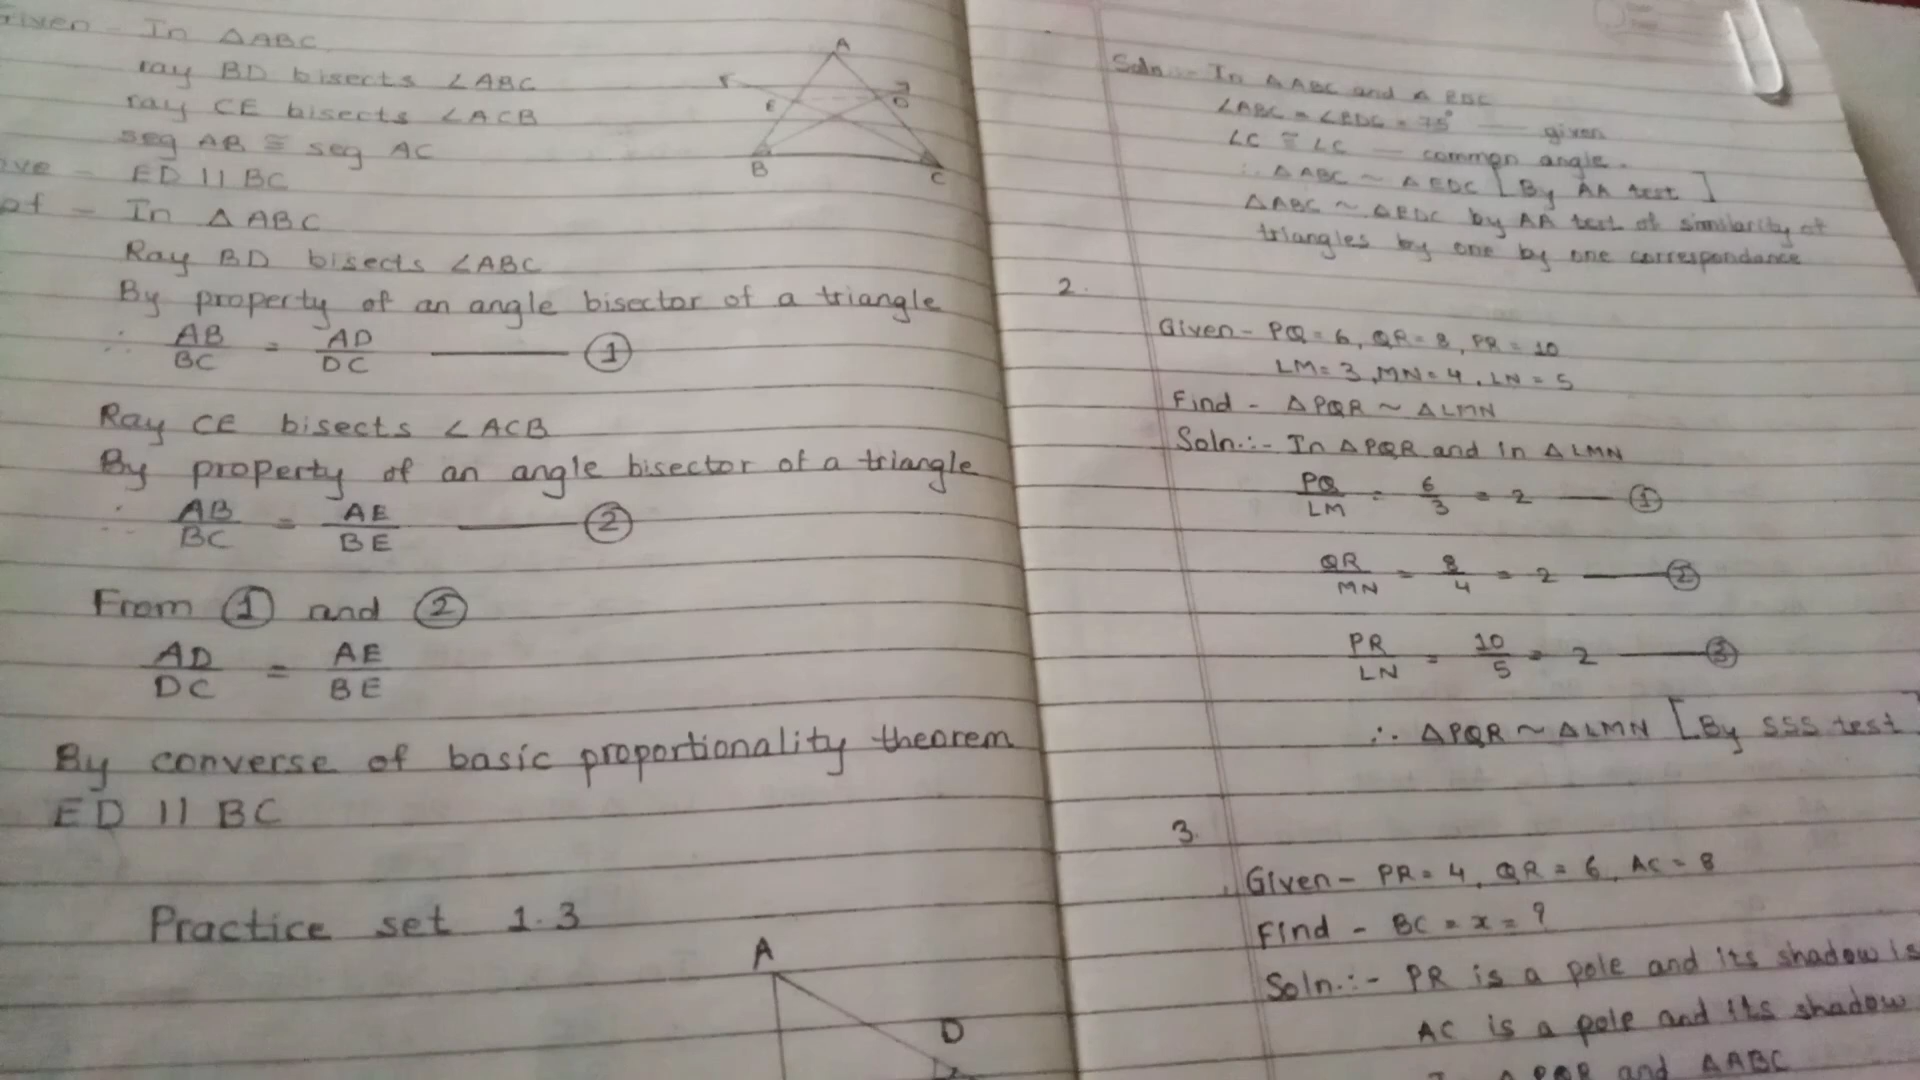 Given - In △ABC
ray BD bisects ∠ABC
ray CE bisects ∠ACB
seg AB ≅ seg AC
ive - ED || BC
of - In △ABC
Ray BD bisects ∠ABC
By property of an angle bisector of a triangle
∴ AB/BC = AD/DC —— ①
Ray CE bisects ∠ACB
By property of an angle bisector of a triangle
∴ AB/BC = AE/BE —— ②
From ① and ②
AD/DC = AE/BE
By converse of basic proportionality theorem
ED || BC
Practice set 1.3
A
D
A
E
D
B
C
Soln.:- In △ABC and △EDC
∠ABC = ∠EDC = 75° — given
∠C ≅ ∠C — common angle.
∴ △ABC ~ △EDC [By AA test]
△ABC ~ △EDC by AA test of similarity of
triangles by one by one correspondance
2.
Given - PQ = 6, QR = 8, PR = 10
LM = 3, MN = 4, LN = 5
Find - △PQR ~ △LMN
Soln.:- In △PQR and in △LMN
PQ/LM = 6/3 = 2 —— ①
QR/MN = 8/4 = 2 —— ②
PR/LN = 10/5 = 2 —— ③
∴ △PQR ~ △LMN [By SSS test]
3.
Given - PR = 4, QR = 6, AC = 8
Find - BC = x = ?
Soln.:- PR is a pole and its shadow is
AC is a pole and its shadow
△PQR and △ABC